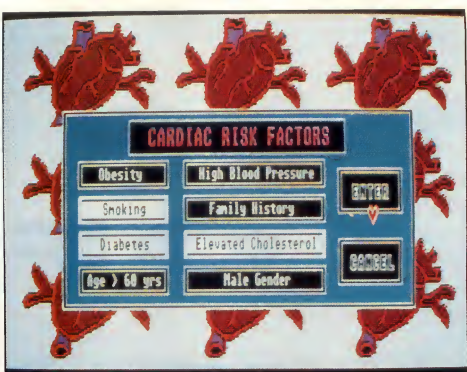 CARDIAC RISK FACTORS
Obesity
High Blood Pressure
ENTER
Smoking
Family History
Diabetes
Elevated Cholesterol
CANCEL
Age > 60 yrs
Male Gender